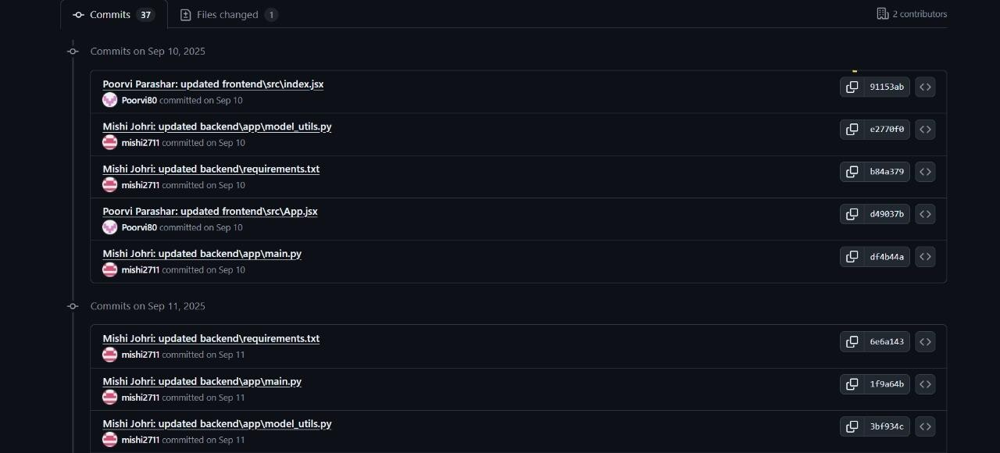 Commits 37 Files changed 1 2 contributors
Commits on Sep 10, 2025
Poorvi Parashar: updated frontend\src\index.jsx
Poorvi80 committed on Sep 10
91153ab
Mishi Johri: updated backend\app\model_utils.py
mishi2711 committed on Sep 10
e2770f0
Mishi Johri: updated backend\requirements.txt
mishi2711 committed on Sep 10
b84a379
Poorvi Parashar: updated frontend\src\App.jsx
Poorvi80 committed on Sep 10
d49037b
Mishi Johri: updated backend\app\main.py
mishi2711 committed on Sep 10
df4b44a
Commits on Sep 11, 2025
Mishi Johri: updated backend\requirements.txt
mishi2711 committed on Sep 11
6e6a143
Mishi Johri: updated backend\app\main.py
mishi2711 committed on Sep 11
1f9a64b
Mishi Johri: updated backend\app\model_utils.py
mishi2711 committed on Sep 11
3bf934c